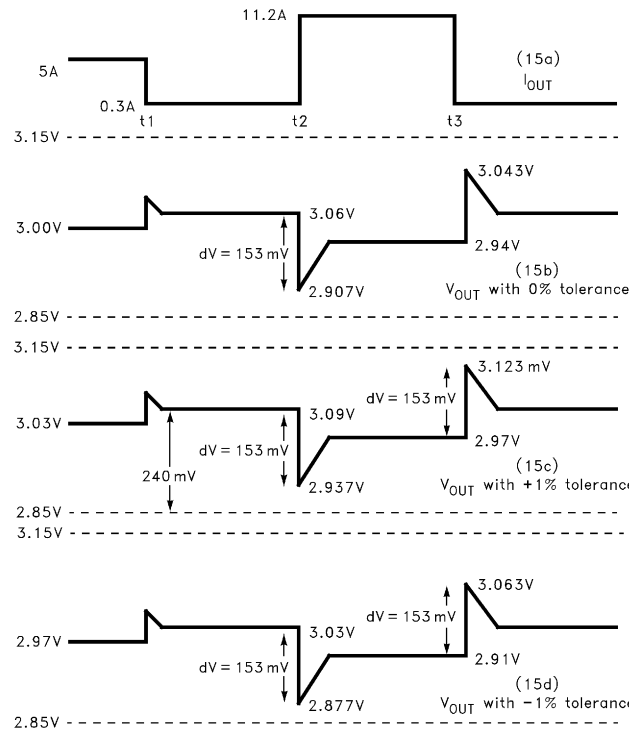 11.2A
(15a)
5A
IOUT
0.3A
t1 t2 t3
3.15V
3.043V
3.06V
3.00V
dV = 153 mV
2.94V
(15b)
2.907V
VOUT with 0% tolerance
2.85V
3.15V
3.123 mV
dV = 153 mV
3.09V
3.03V
2.97V
dV = 153 mV
(15c)
240 mV
2.937V
VOUT with +1% tolerance
2.85V
3.15V
3.063V
dV = 153 mV
3.03V
2.97V
2.91V
dV = 153 mV
(15d)
2.877V
VOUT with −1% tolerance
2.85V